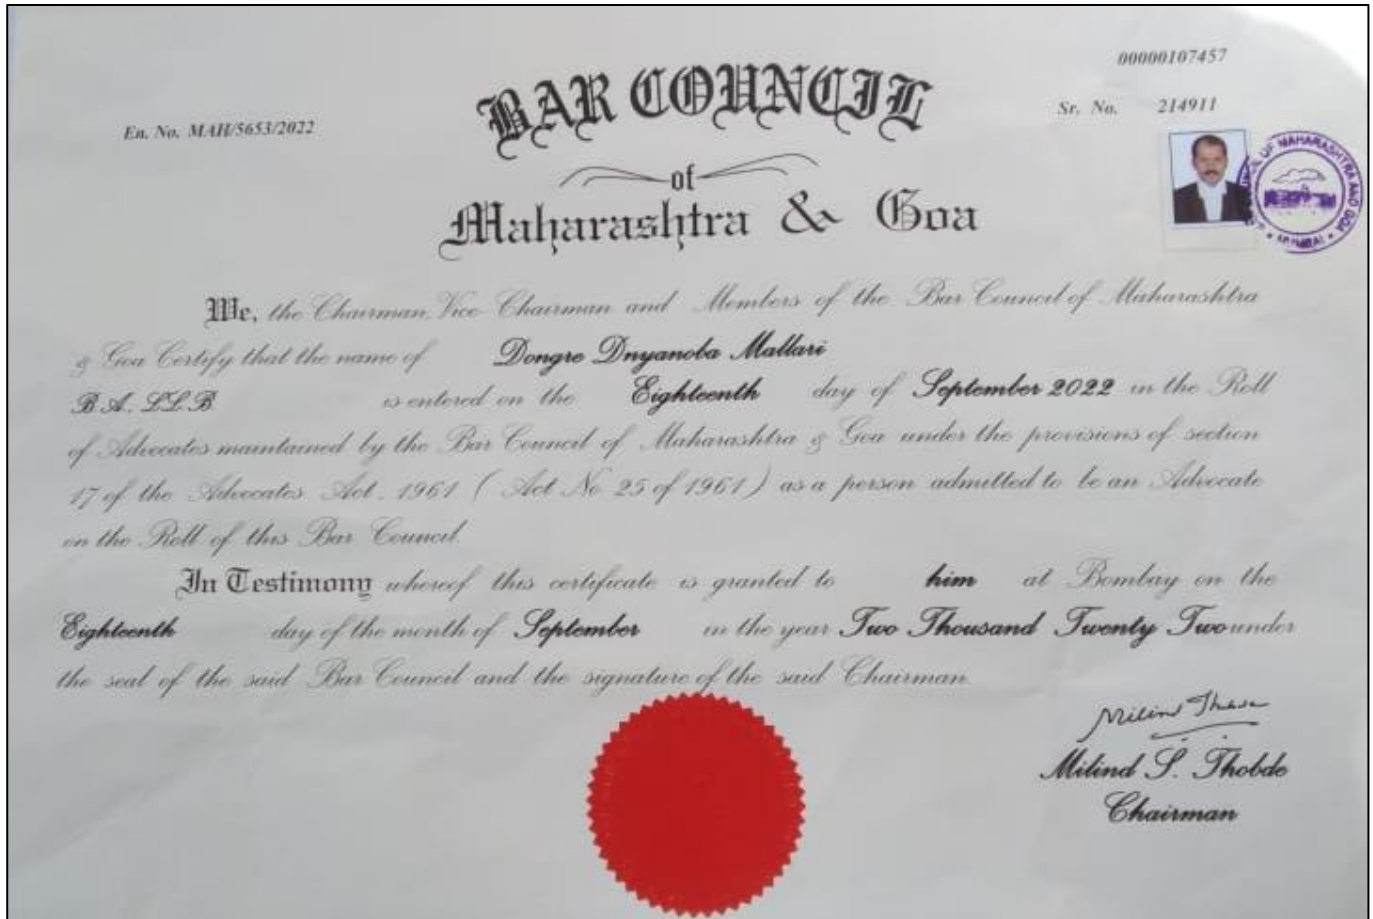 00000107457
BAR COUNCIL
En. No. MAH/5653/2022
Sr. No. 214911
of
Maharashtra & Goa
OF MAHARASHTRA AND GOA
* MUMBAI *
We, the Chairman, Vice Chairman and Members of the Bar Council of Maharashtra
& Goa Certify that the name of Dongre Dnyanoba Mallari
B.A. LL.B. is entered on the Eighteenth day of September 2022 in the Roll
of Advocates maintained by the Bar Council of Maharashtra & Goa under the provisions of section
17 of the Advocates Act, 1961 ( Act No 25 of 1961 ) as a person admitted to be an Advocate
on the Roll of this Bar Council.
In Testimony whereof this certificate is granted to him at Bombay on the
Eighteenth day of the month of September in the year Two Thousand Twenty Two under
the seal of the said Bar Council and the signature of the said Chairman.
Milind S. Thobde
Chairman